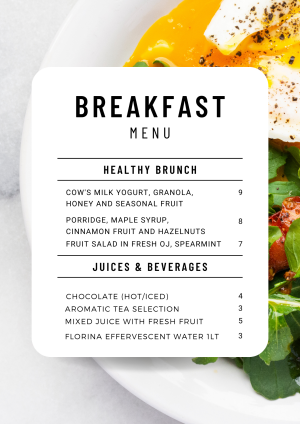 BREAKFAST
MENU
HEALTHY BRUNCH
COW'S MILK YOGURT, GRANOLA, 9
HONEY AND SEASONAL FRUIT
PORRIDGE, MAPLE SYRUP, 8
CINNAMON FRUIT AND HAZELNUTS
FRUIT SALAD IN FRESH OJ, SPEARMINT 7
JUICES & BEVERAGES
CHOCOLATE (HOT/ICED) 4
AROMATIC TEA SELECTION 3
MIXED JUICE WITH FRESH FRUIT 5
FLORINA EFFERVESCENT WATER 1LT 3